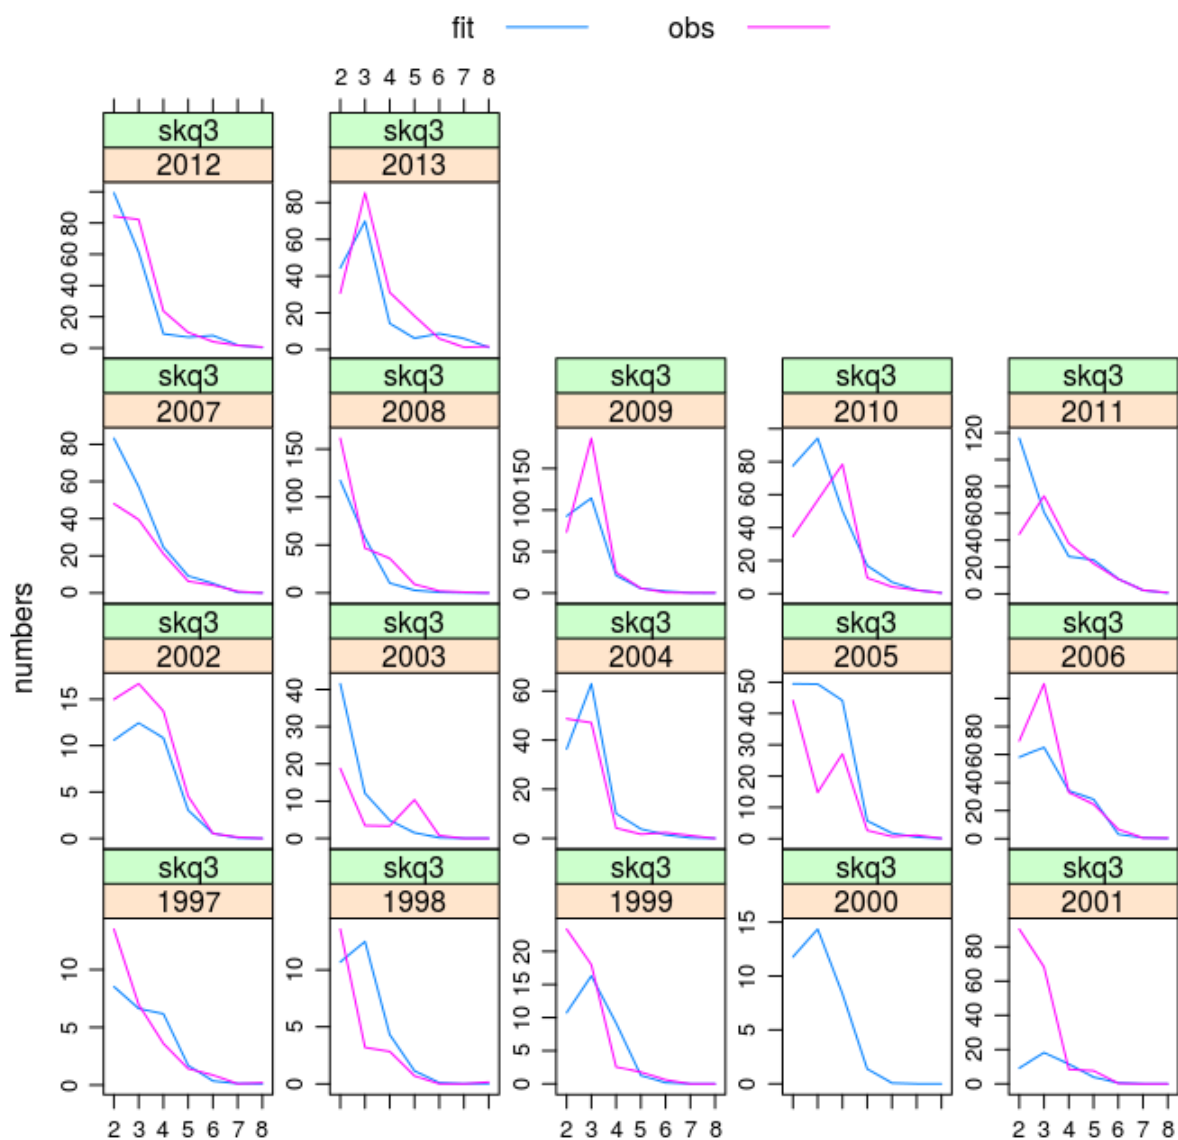 fit obs
2 3 4 5 6 7 8
skq3 skq3
2012 2013
0 20 40 60 80
0 20 40 60 80
skq3 skq3 skq3 skq3 skq3
2007 2008 2009 2010 2011
0 20 40 60 80
0 50 100 150
0 50 100 150
0 20 40 60 80
0 20 40 60 80 120
numbers
skq3 skq3 skq3 skq3 skq3
2002 2003 2004 2005 2006
0 5 10 15
0 10 20 30 40
0 20 40 60
0 10 20 30 40 50
0 20 40 60 80
skq3 skq3 skq3 skq3 skq3
1997 1998 1999 2000 2001
0 5 10
0 5 10
0 5 10 15 20
0 5 10 15
0 20 40 60 80
2 3 4 5 6 7 8 2 3 4 5 6 7 8 2 3 4 5 6 7 8